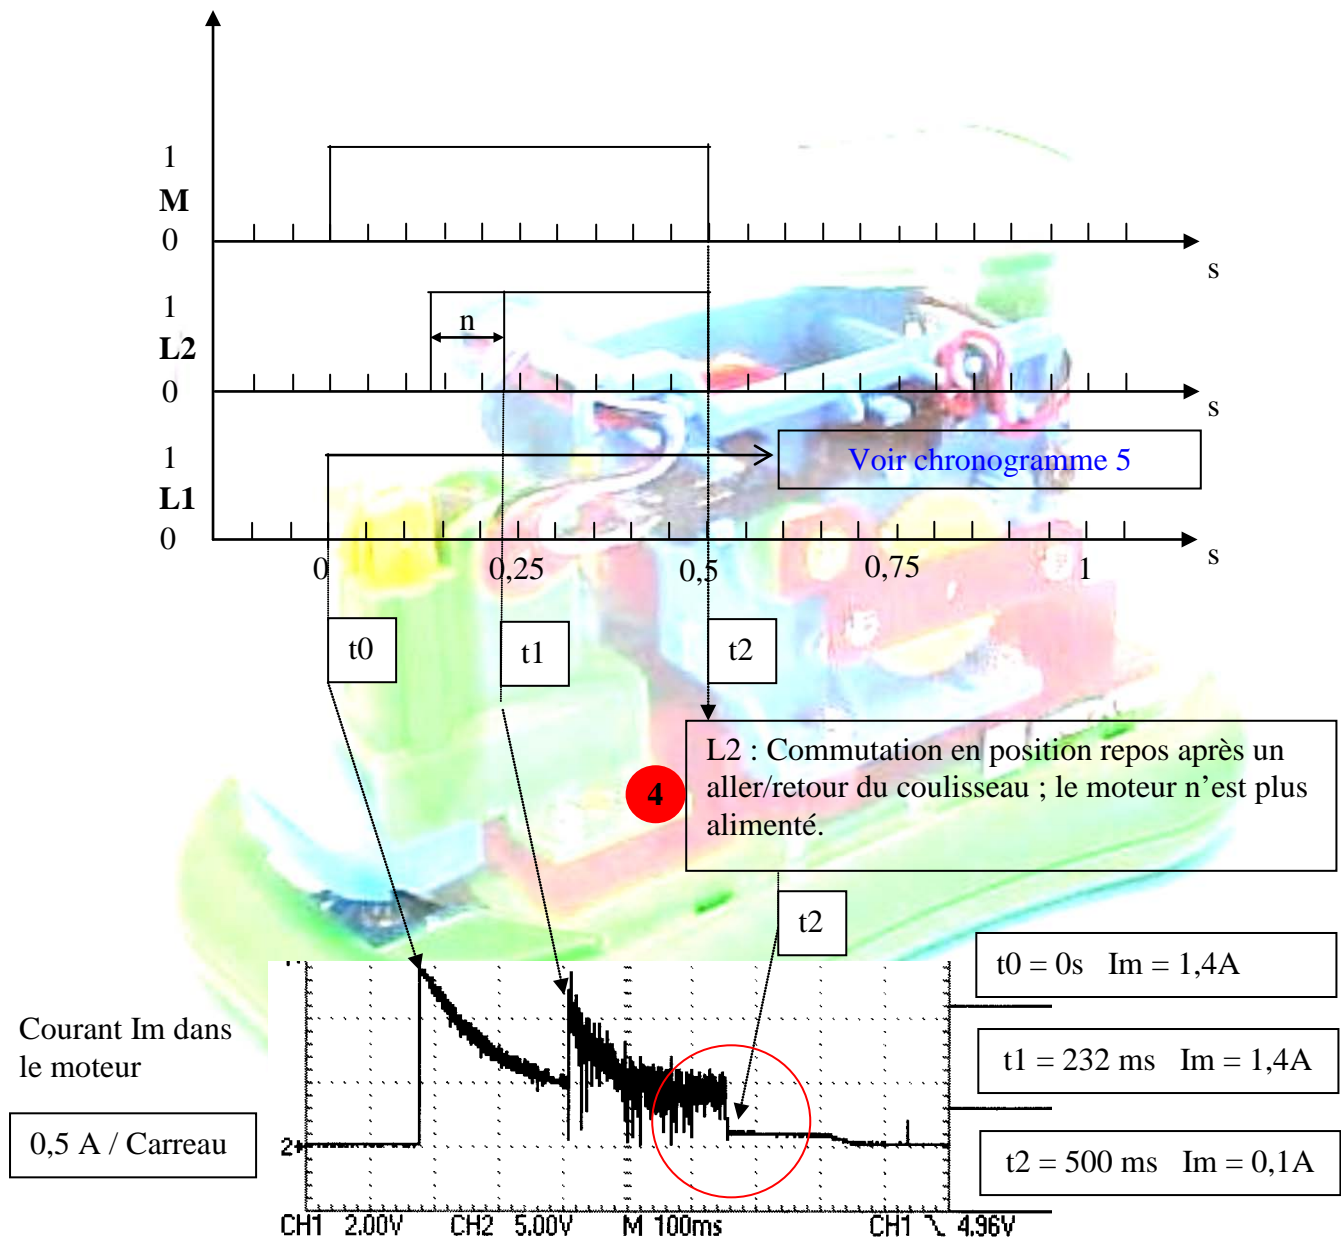 1
M
0
s
1
n
L2
0
s
1
Voir chronogramme 5
L1
0
s
0
0,25
0,5
0,75
1
t0
t1
t2
L2 : Commutation en position repos après un
aller/retour du coulisseau ; le moteur n'est plus
alimenté.
4
t2
t0 = 0s Im = 1,4A
Courant Im dans
le moteur
t1 = 232 ms Im = 1,4A
0,5 A / Carreau
2
t2 = 500 ms Im = 0,1A
CH1 2.00V CH2 5.00V M 100ms CH1 4.96V